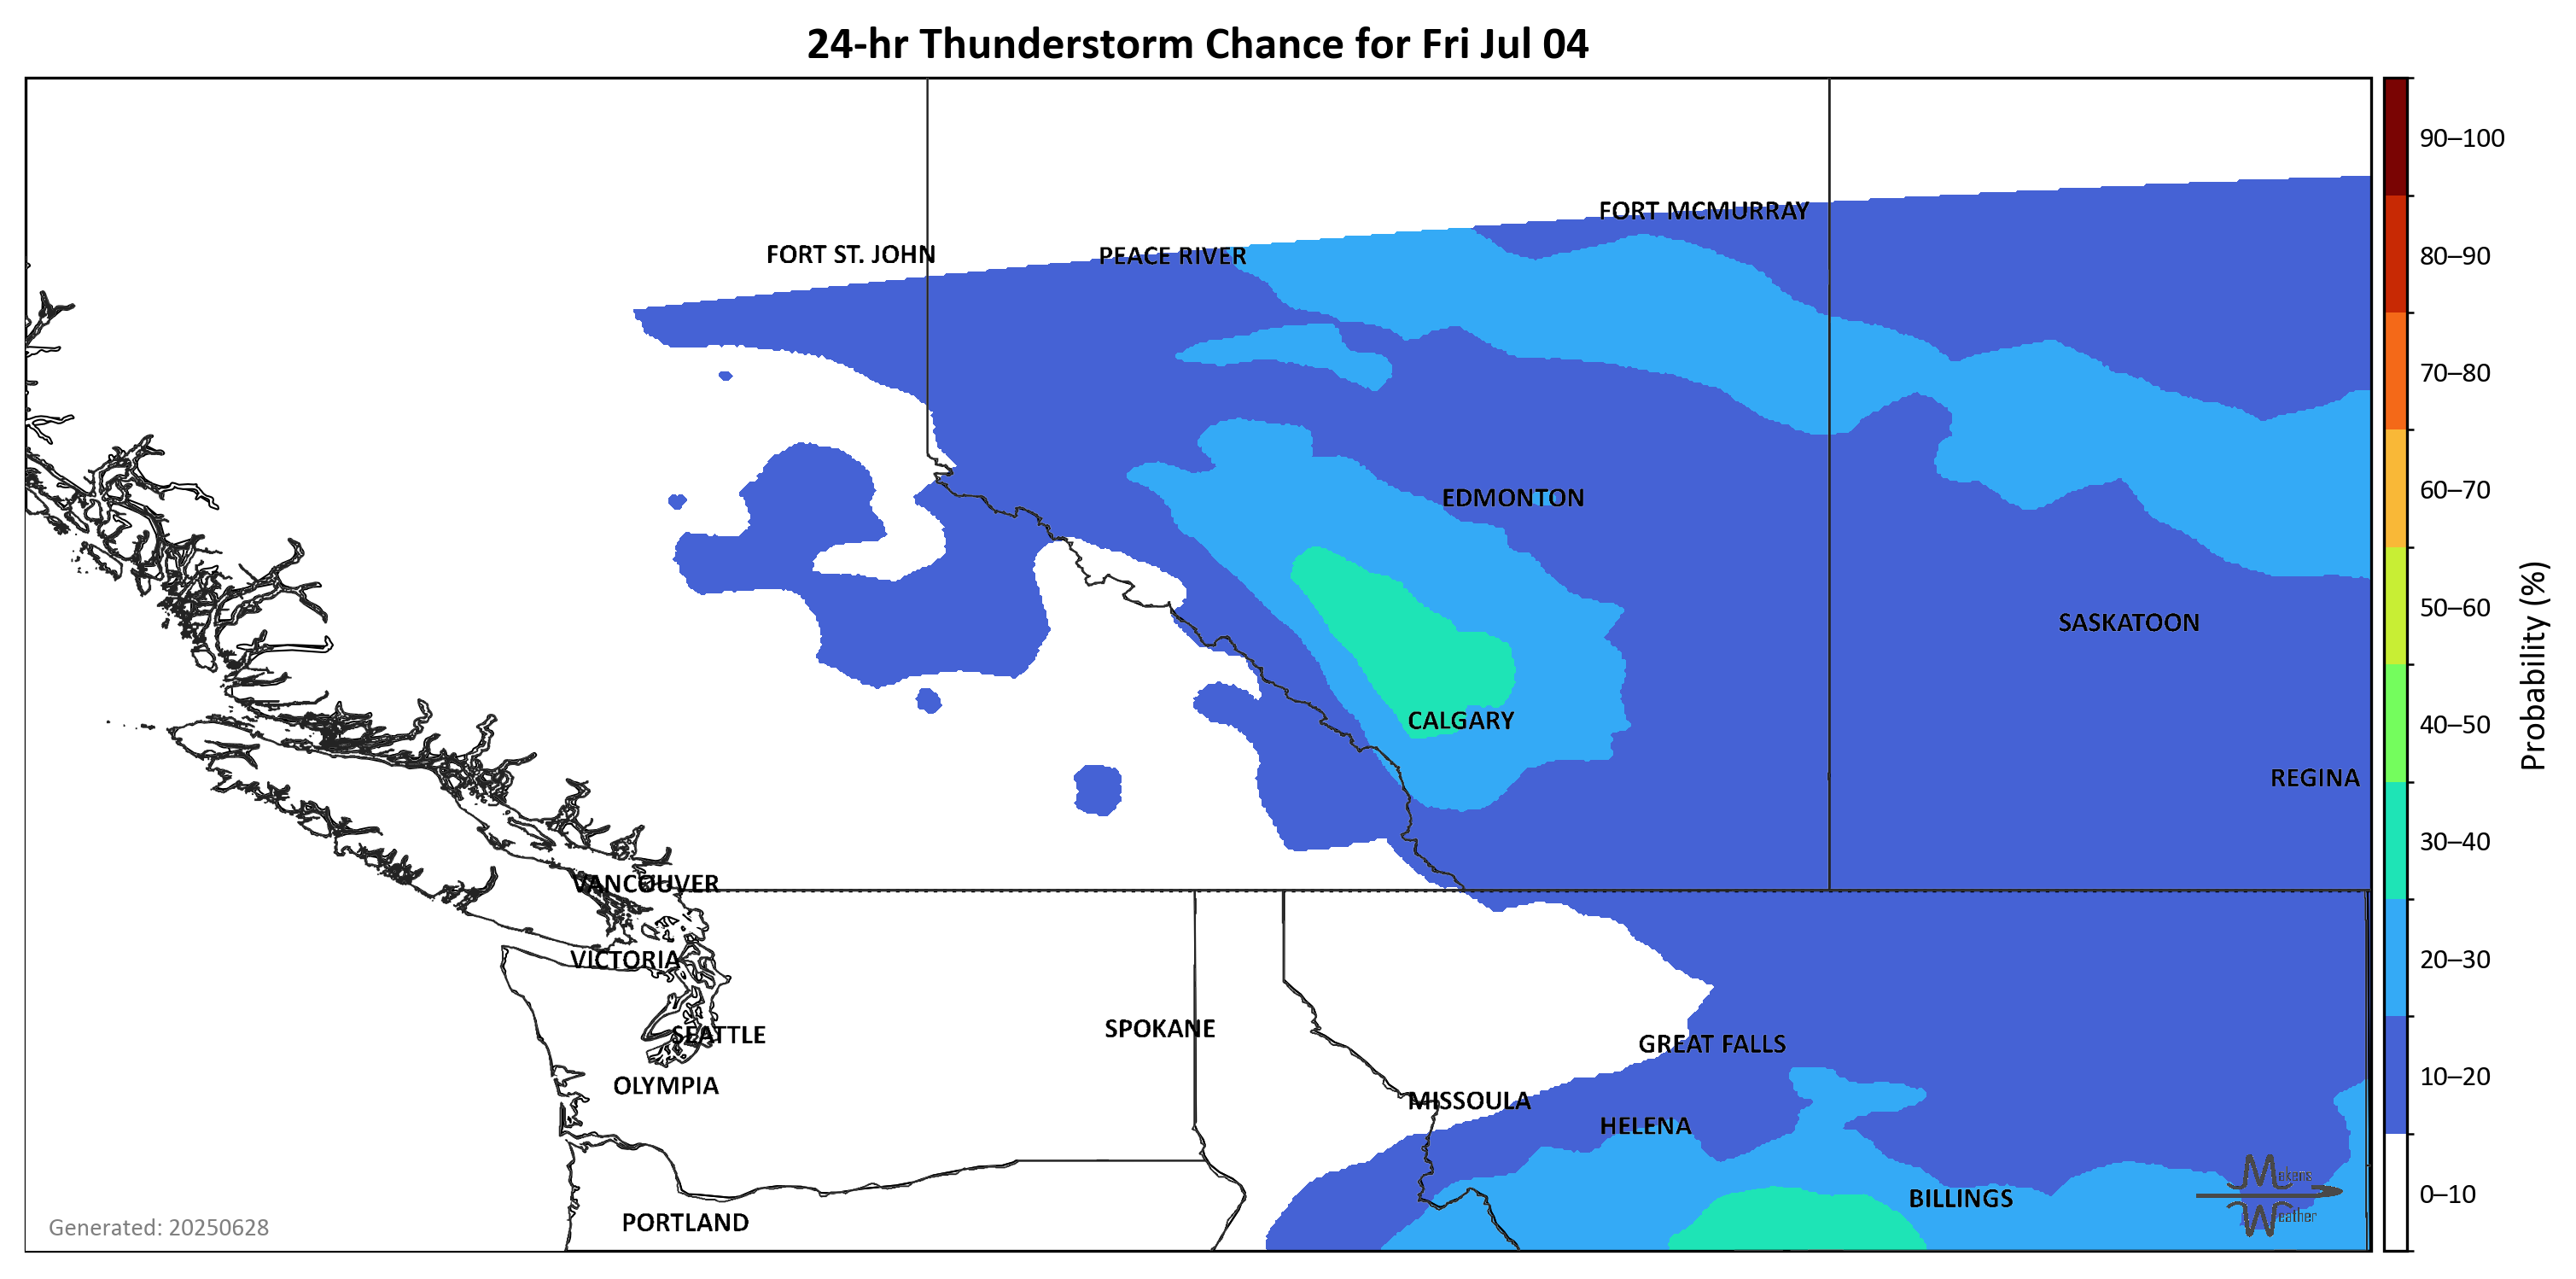 24-hr Thunderstorm Chance for Fri Jul 04
90–100
FORT MCMURRAY
FORT ST. JOHN
PEACE RIVER
80–90
70–80
60–70
EDMONTON
50–60
SASKATOON
Probability (%)
CALGARY
40–50
REGINA
30–40
VANCOUVER
VICTORIA
20–30
SPOKANE
SEATTLE
GREAT FALLS
OLYMPIA
10–20
MISSOULA
HELENA
Mekens
Weather
BILLINGS
0–10
PORTLAND
Generated: 20250628